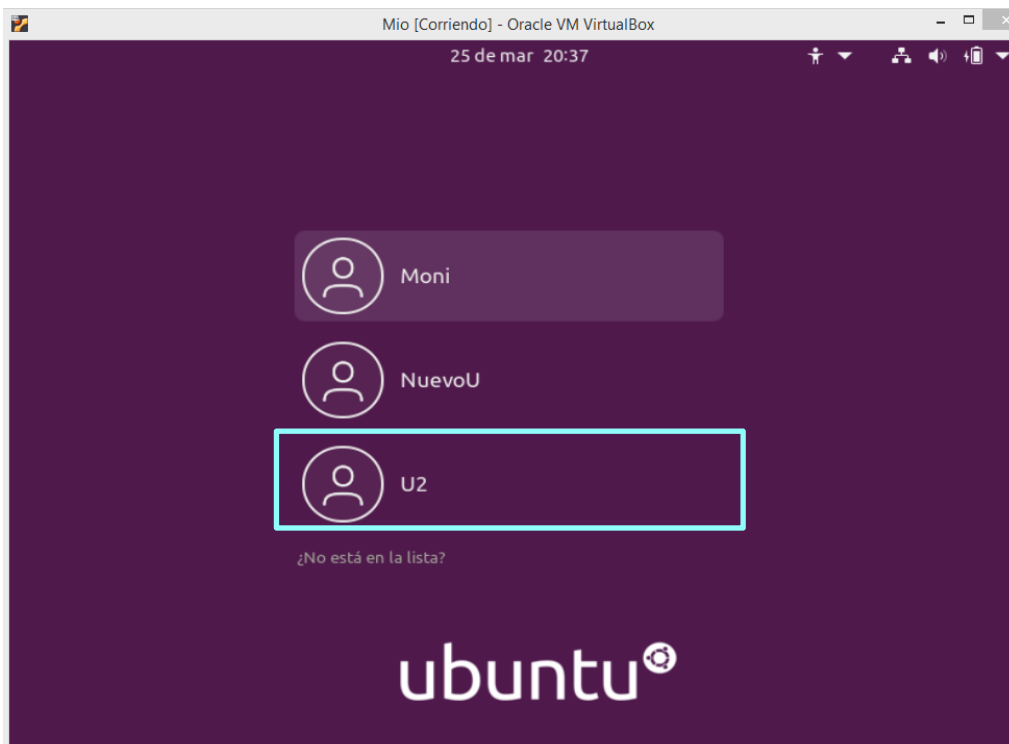 Mio [Corriendo] - Oracle VM VirtualBox
25 de mar 20:37
Moni
NuevoU
U2
¿No está en la lista?
ubuntu